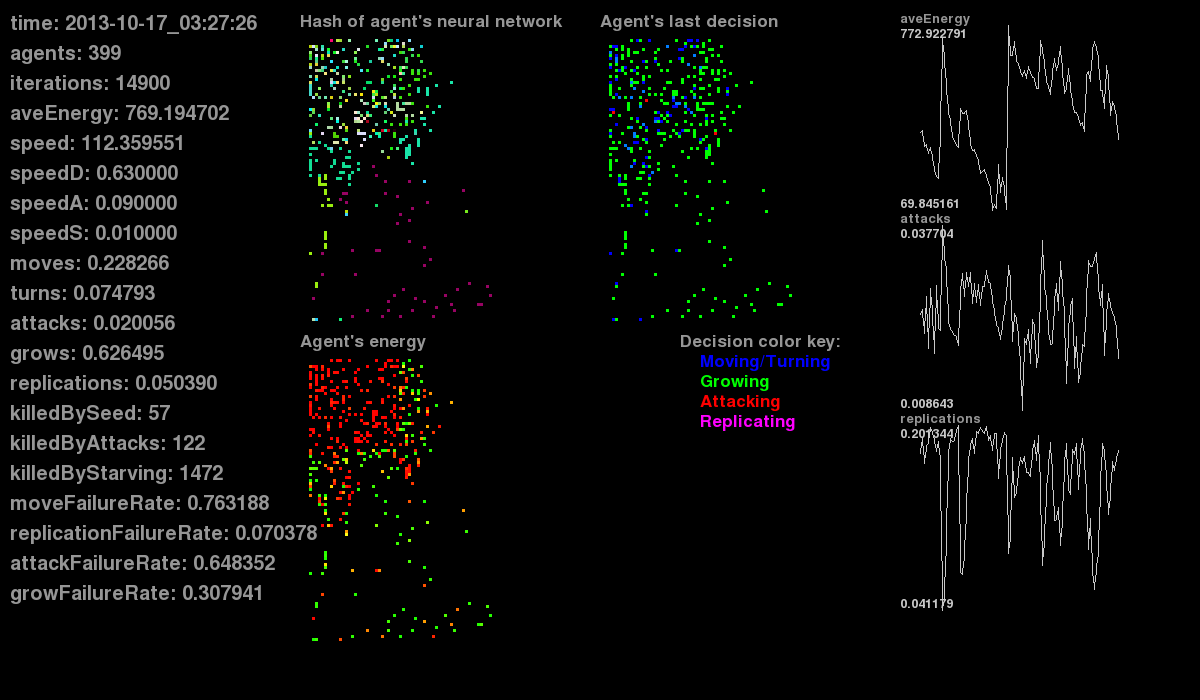 time: 2013-10-17_03:27:26
agents: 399
iterations: 14900
aveEnergy: 769.194702
speed: 112.359551
speedD: 0.630000
speedA: 0.090000
speedS: 0.010000
moves: 0.228266
turns: 0.074793
attacks: 0.020056
grows: 0.626495
replications: 0.050390
killedBySeed: 57
killedByAttacks: 122
killedByStarving: 1472
moveFailureRate: 0.763188
replicationFailureRate: 0.070378
attackFailureRate: 0.648352
growFailureRate: 0.307941
Hash of agent's neural network
Agent's last decision
Agent's energy
Decision color key:
Moving/Turning
Growing
Attacking
Replicating
aveEnergy
772.922791
69.845161
attacks
0.037704
0.008643
replications
0.201344
0.041179